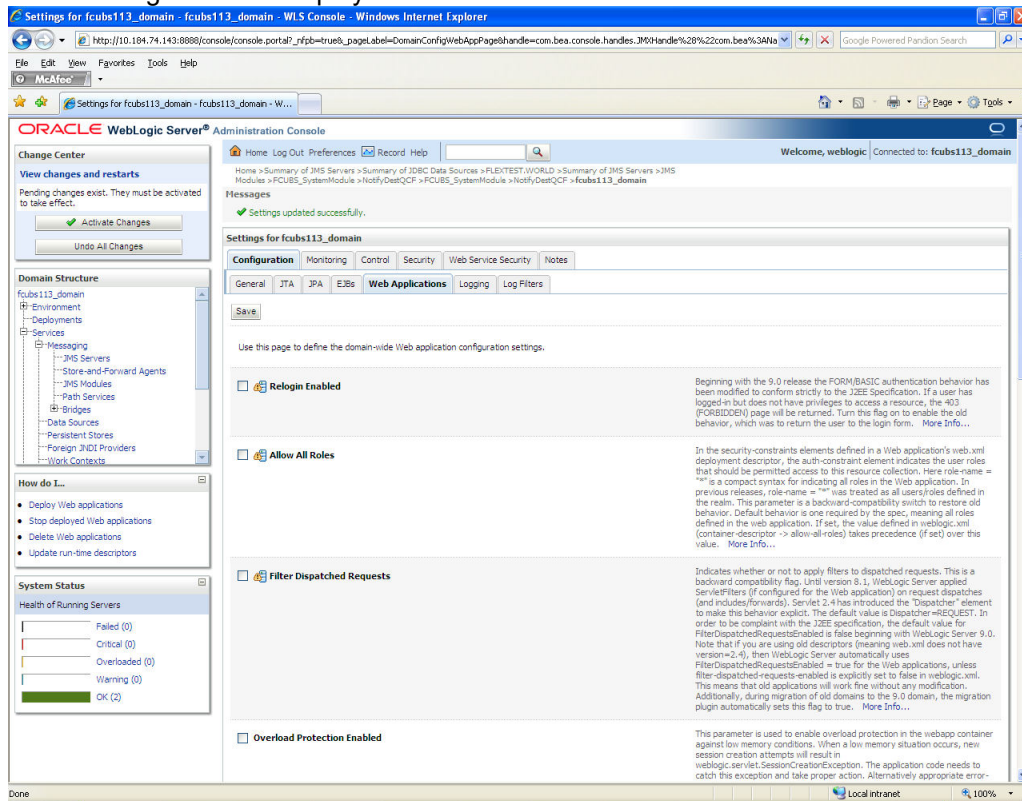 Settings for fcubs113_domain - fcubs113_domain - WLS Console - Windows Internet Explorer
http://10.184.74.143:8888/console/console.portal?_nfpb=true&_pageLabel=DomainConfigWebAppPage&handle=com.bea.console.handles.JMXHandle%28%22com.bea%3ANa
Google Powered Pandion Search
File Edit View Favorites Tools Help
McAfee
Settings for fcubs113_domain - fcubs113_domain - W...
Page Tools
ORACLE WebLogic Server® Administration Console
Change Center
View changes and restarts
Pending changes exist. They must be activated
to take effect.
Activate Changes
Undo All Changes
Domain Structure
fcubs113_domain
Environment
Deployments
Services
Messaging
JMS Servers
Store-and-Forward Agents
JMS Modules
Path Services
Bridges
Data Sources
Persistent Stores
Foreign JNDI Providers
Work Contexts
How do I...
Deploy Web applications
Stop deployed Web applications
Delete Web applications
Update run-time descriptors
System Status
Health of Running Servers
Failed (0)
Critical (0)
Overloaded (0)
Warning (0)
OK (2)
Home Log Out Preferences Record Help
Welcome, weblogic Connected to: fcubs113_domain
Home >Summary of JMS Servers >Summary of JDBC Data Sources >FLEXTEST.WORLD >Summary of JMS Servers >JMS
Modules >FCUBS_SystemModule >NotifyDestQCF >FCUBS_SystemModule >NotifyDestQCF >fcubs113_domain
Messages
Settings updated successfully.
Settings for fcubs113_domain
Configuration Monitoring Control Security Web Service Security Notes
General JTA JPA EJBs Web Applications Logging Log Filters
Save
Use this page to define the domain-wide Web application configuration settings.
Relogin Enabled
Beginning with the 9.0 release the FORM/BASIC authentication behavior has
been modified to conform strictly to the J2EE Specification. If a user has
logged-in but does not have privileges to access a resource, the 403
(FORBIDDEN) page will be returned. Turn this flag on to enable the old
behavior, which was to return the user to the login form. More Info...
Allow All Roles
In the security-constraints elements defined in a Web application's web.xml
deployment descriptor, the auth-constraint element indicates the user roles
that should be permitted access to this resource collection. Here role-name =
"*" is a compact syntax for indicating all roles in the Web application. In
previous releases, role-name = "*" was treated as all users/roles defined in
the realm. This parameter is a backward-compatibility switch to restore old
behavior. Default behavior is one required by the spec, meaning all roles
defined in the web application. If set, the value defined in weblogic.xml
(container-descriptor -> allow-all-roles) takes precedence (if set) over this
value. More Info...
Filter Dispatched Requests
Indicates whether or not to apply filters to dispatched requests. This is a
backward compatibility flag. Until version 8.1, WebLogic Server applied
ServletFilters (if configured for the Web application) on request dispatches
(and includes/forwards). Servlet 2.4 has introduced the "Dispatcher" element
to make this behavior explicit. The default value is Dispatcher=REQUEST. In
order to be complaint with the J2EE specification, the default value for
FilterDispatchedRequestsEnabled is false beginning with WebLogic Server 9.0.
Note that if you are using old descriptors (meaning web.xml does not have
version=2.4), then WebLogic Server automatically uses
FilterDispatchedRequestsEnabled = true for the Web applications, unless
filter-dispatched-requests-enabled is explicitly set to false in weblogic.xml.
This means that old applications will work fine without any modification.
Additionally, during migration of old domains to the 9.0 domain, the migration
plugin automatically sets this flag to true. More Info...
Overload Protection Enabled
This parameter is used to enable overload protection in the webapp container
against low memory conditions. When a low memory situation occurs, new
session creation attempts will result in
weblogic.servlet.SessionCreationException. The application code needs to
catch this exception and take proper action. Alternatively appropriate error-
Done
Local intranet
100%